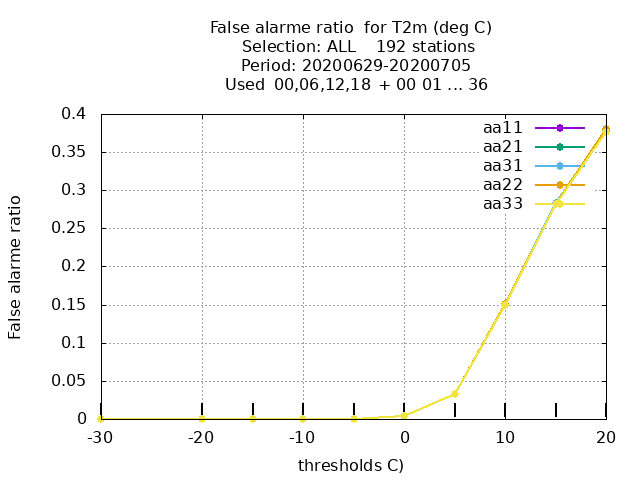 False alarme ratio  for T2m (deg C)
Selection: ALL    192 stations
Period: 20200629-20200705
Used  00,06,12,18  + 00 01 ... 36
0.4
0.35
0.3
0.25
0.2
0.15
0.1
0.05
0
False alarme ratio
aa11
aa21
aa31
aa22
aa33
-30
-20
-10
0
10
20
thresholds C)